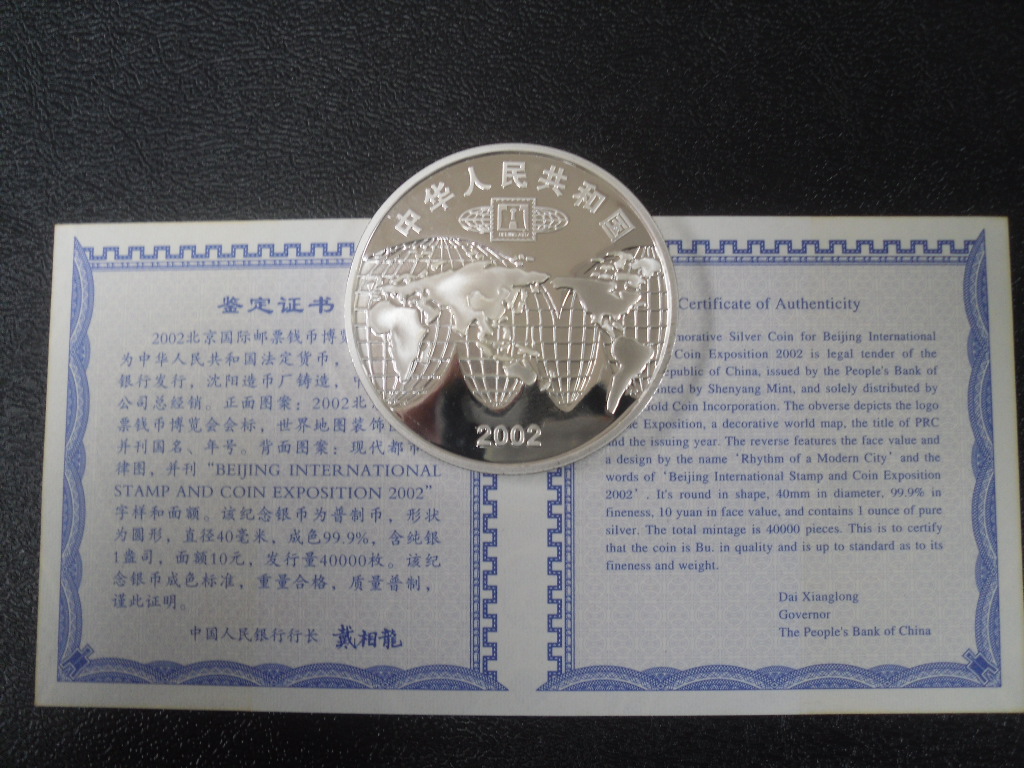 中华人民共和国
2002
鉴定证书
2002北京国际邮票钱币博
为中华人民共和国法定货币，
银行发行，沈阳造币厂铸造，
公司总经销。正面图案：2002北
票钱币博览会会标，世界地图装饰
并刊国名、年号。背面图案：现代都市
律图，并刊“BEIJING INTERNATIONAL
STAMP AND COIN EXPOSITION 2002”
字样和面额。该纪念银币为普制币，形状
为圆形，直径40毫米，成色99.9%，含纯银
1盎司，面额10元，发行量40000枚。该纪
念银币成色标准，重量合格，质量普制，
谨此证明。
中国人民银行行长 戴相龍
Certificate of Authenticity
morative Silver Coin for Beijing International
Coin Exposition 2002 is legal tender of the
epublic of China, issued by the People's Bank of
inted by Shenyang Mint, and solely distributed by
old Coin Incorporation. The obverse depicts the logo
Exposition, a decorative world map, the title of PRC
and the issuing year. The reverse features the face value and
a design by the name ‘Rhythm of a Modern City’ and the
words of ‘Beijing International Stamp and Coin Exposition
2002’. It's round in shape, 40mm in diameter, 99.9% in
fineness, 10 yuan in face value, and contains 1 ounce of pure
silver. The total mintage is 40000 pieces. This is to certify
that the coin is Bu. in quality and is up to standard as to its
fineness and weight.
Dai Xianglong
Governor
The People's Bank of China